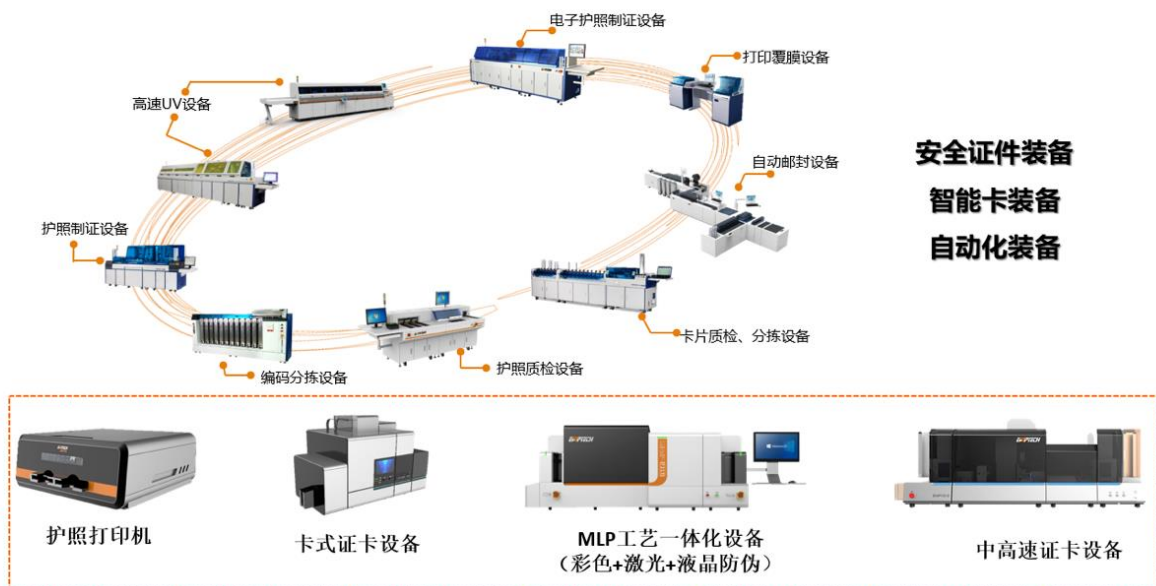 电子护照制证设备
打印覆膜设备
高速UV设备
安全证件装备
自动邮封设备
智能卡装备
护照制证设备
自动化装备
卡片质检、分拣设备
护照质检设备
编码分拣设备
护照打印机
卡式证卡设备
MLP工艺一体化设备
（彩色+激光+液晶防伪）
中高速证卡设备